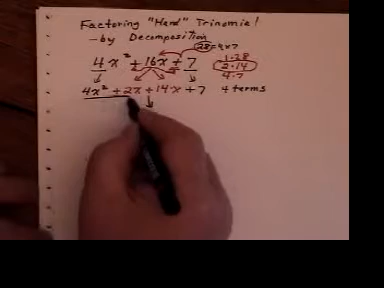 Factoring "Hard" Trinomial
-by Decomposition
28=4×7
4x² +16x+7
1·28
2·14
4·7
4x² +2x+14x+7 4 terms